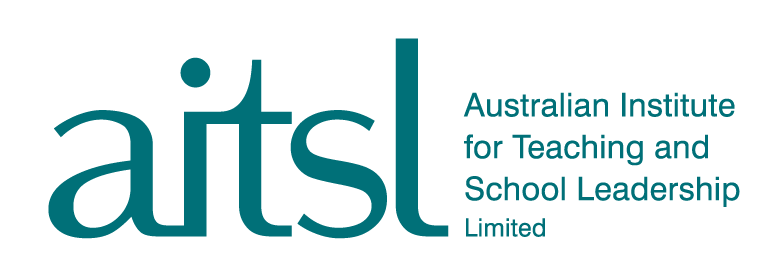 aitsl
Australian Institute
for Teaching and
School Leadership
Limited